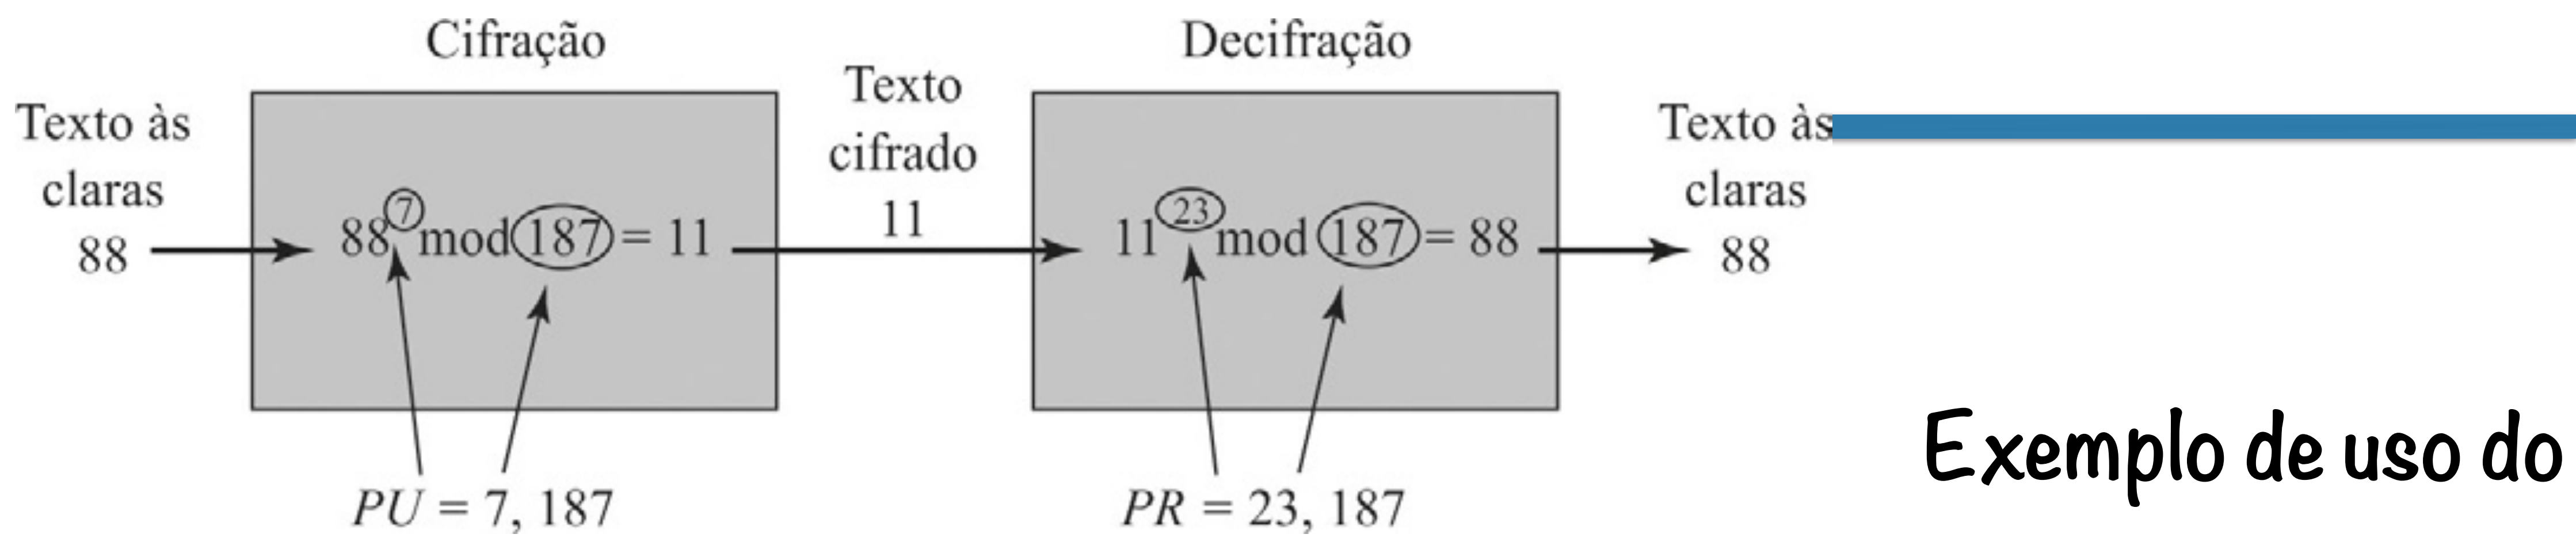 Cifração
Texto às
claras
88
88^7 mod 187 = 11
PU = 7, 187
Texto
cifrado
11
Decifração
11^23 mod 187 = 88
PR = 23, 187
Texto às
claras
88
Exemplo de uso do